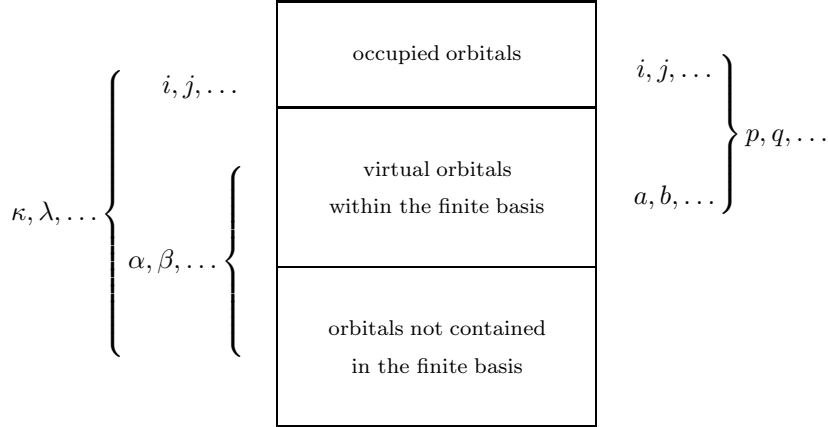 occupied orbitals
i, j, …
i, j, …
p, q, …
virtual orbitals
within the finite basis
a, b, …
κ, λ, …
α, β, …
orbitals not contained
in the finite basis